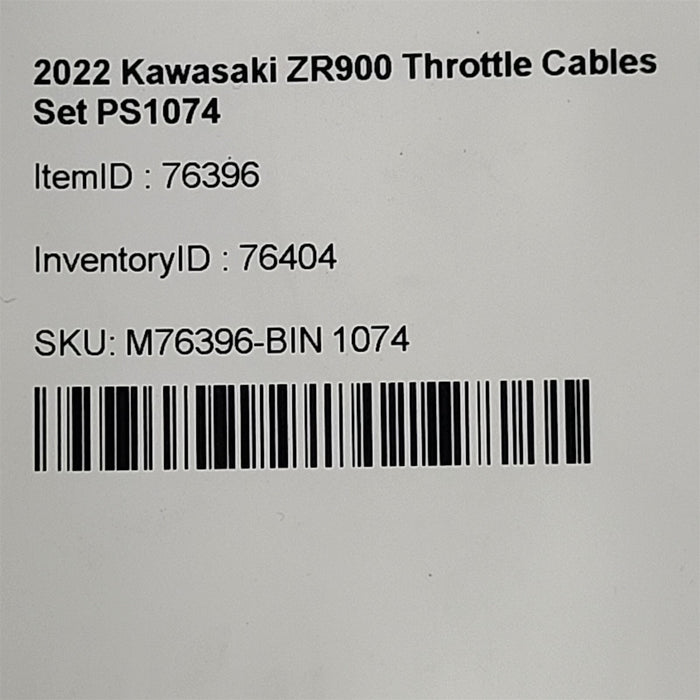 2022 Kawasaki ZR900 Throttle Cables
Set PS1074
ItemID : 76396
InventoryID : 76404
SKU: M76396-BIN 1074